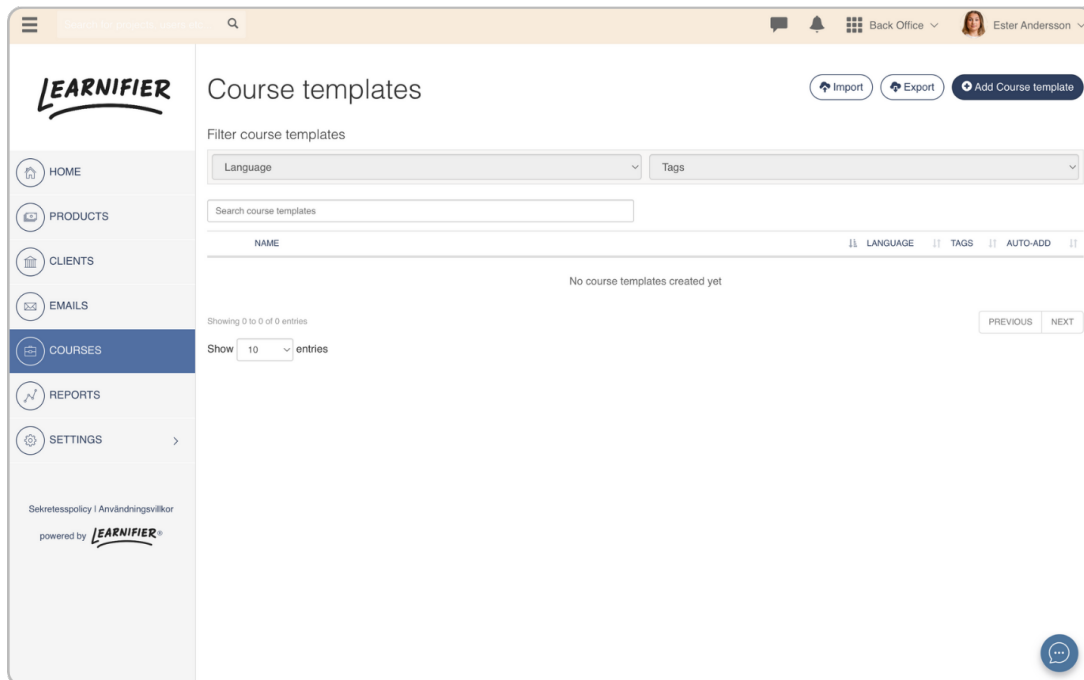 Back Office
Ester Andersson
LEARNIFIER
Course templates
Import
Export
Add Course template
Filter course templates
Language
Tags
Search course templates
NAME
LANGUAGE
TAGS
AUTO-ADD
No course templates created yet
Showing 0 to 0 of 0 entries
PREVIOUS
NEXT
Show 10 entries
HOME
PRODUCTS
CLIENTS
EMAILS
COURSES
REPORTS
SETTINGS
Sekretesspolicy | Användningsvillkor
powered by LEARNIFIER®